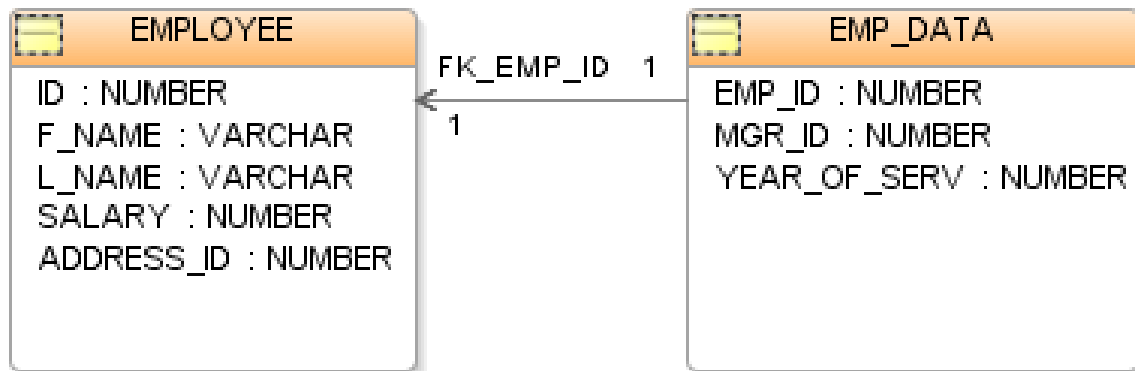 EMPLOYEE
ID : NUMBER
F_NAME : VARCHAR
L_NAME : VARCHAR
SALARY : NUMBER
ADDRESS_ID : NUMBER
FK_EMP_ID 1
1
EMP_DATA
EMP_ID : NUMBER
MGR_ID : NUMBER
YEAR_OF_SERV : NUMBER